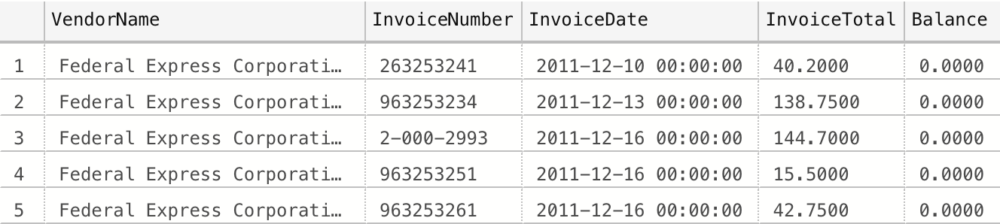 VendorName InvoiceNumber InvoiceDate InvoiceTotal Balance
1 Federal Express Corporati… 263253241 2011-12-10 00:00:00 40.2000 0.0000
2 Federal Express Corporati… 963253234 2011-12-13 00:00:00 138.7500 0.0000
3 Federal Express Corporati… 2-000-2993 2011-12-16 00:00:00 144.7000 0.0000
4 Federal Express Corporati… 963253251 2011-12-16 00:00:00 15.5000 0.0000
5 Federal Express Corporati… 963253261 2011-12-16 00:00:00 42.7500 0.0000